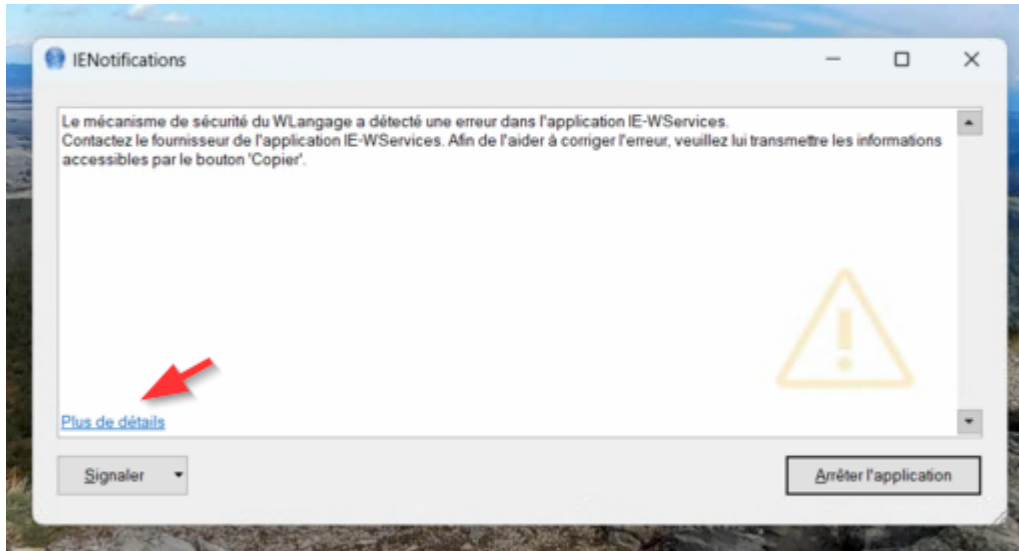 IENotifications
Le mécanisme de sécurité du WLangage a détecté une erreur dans l'application IE-WServices.
Contactez le fournisseur de l'application IE-WServices. Afin de l'aider à corriger l'erreur, veuillez lui transmettre les informations
accessibles par le bouton 'Copier'.
Plus de détails
Signaler
Arrêter l'application